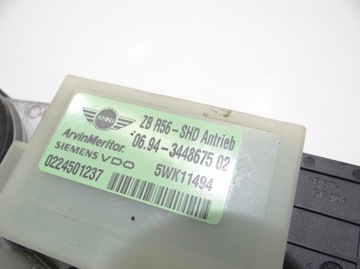 MINI
ZB R56-SHD Antrieb
06.94-3448675 02
ArvinMeritor.
SIEMENS VDO
5WK11494
0224501237